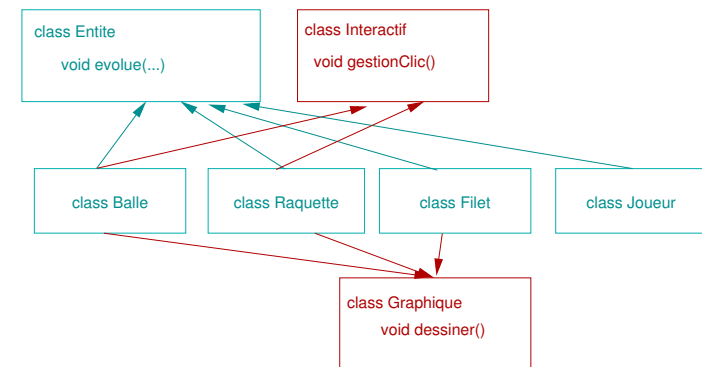 class Entite
void evolue(...)
class Interactif
void gestionClic()
class Balle
class Raquette
class Filet
class Joueur
class Graphique
void dessiner()